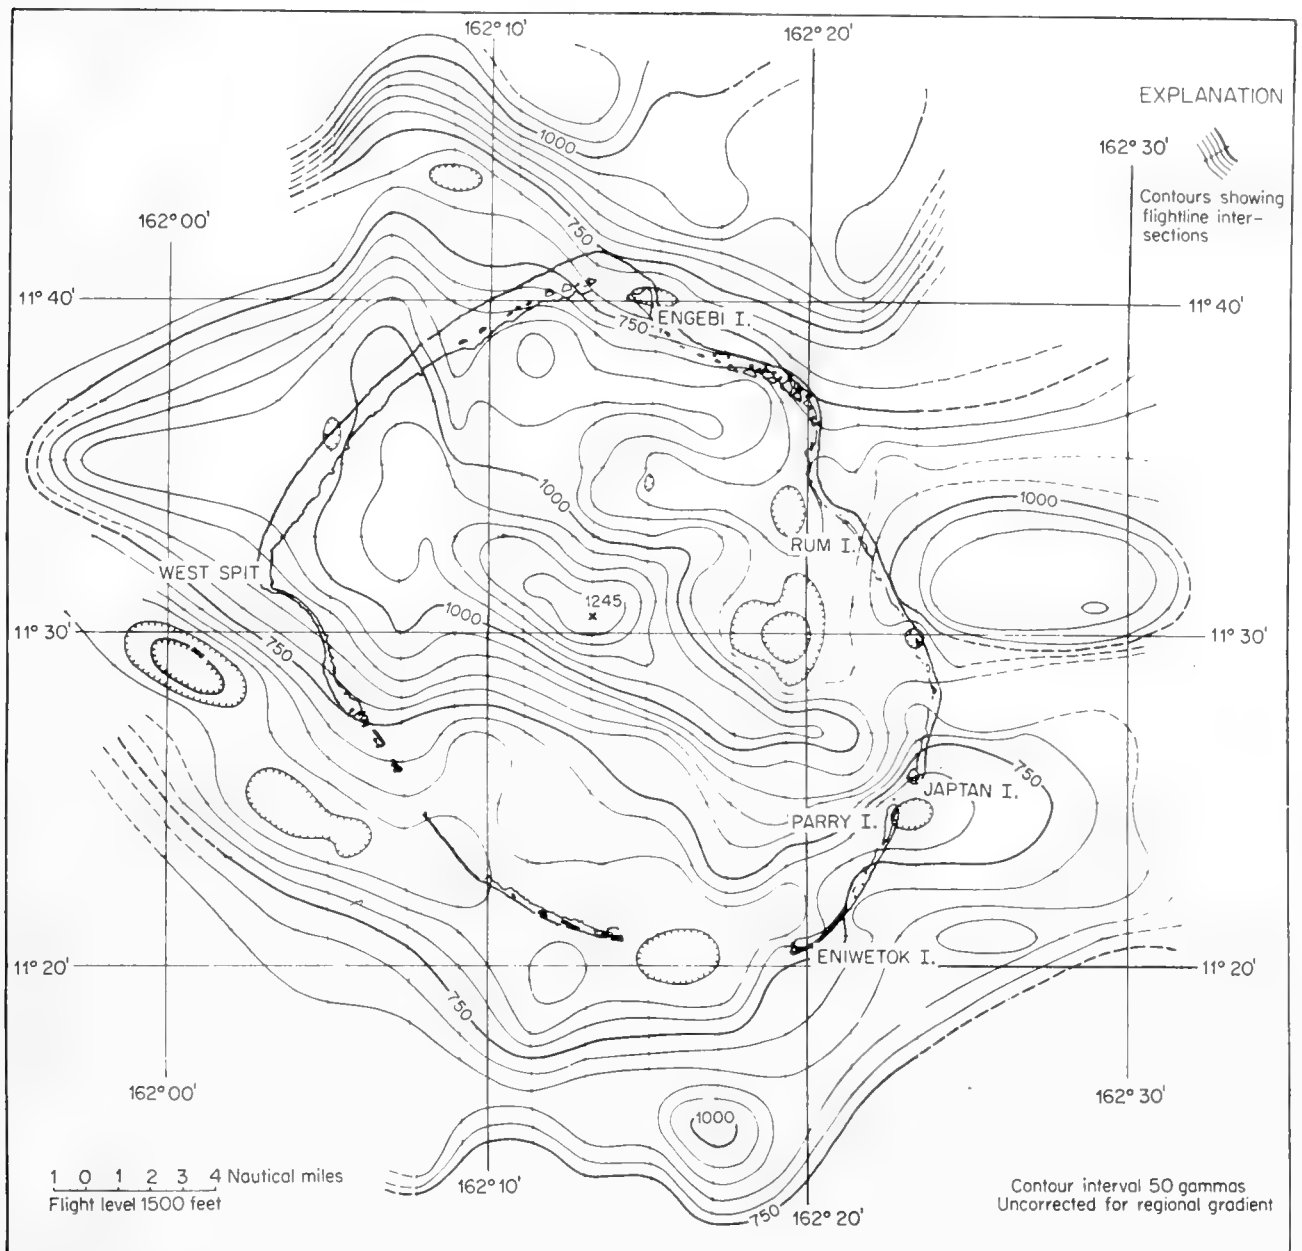 162° 10'
162° 20'
EXPLANATION
162° 30'
Contours showing
flightline inter-
sections
162° 00'
1000
750
11° 40'
11° 40'
750
ENGEBI I.
1000
1000
RUM I.
WEST SPIT
1245
1000
11° 30'
11° 30'
750
750
JAPTAN I.
PARRY I.
ENIWETOK I.
11° 20'
11° 20'
750
162° 00'
162° 30'
1000
1 0 1 2 3 4 Nautical miles
Flight level 1500 feet
162° 10'
Contour interval 50 gammas
Uncorrected for regional gradient
750
162° 20'